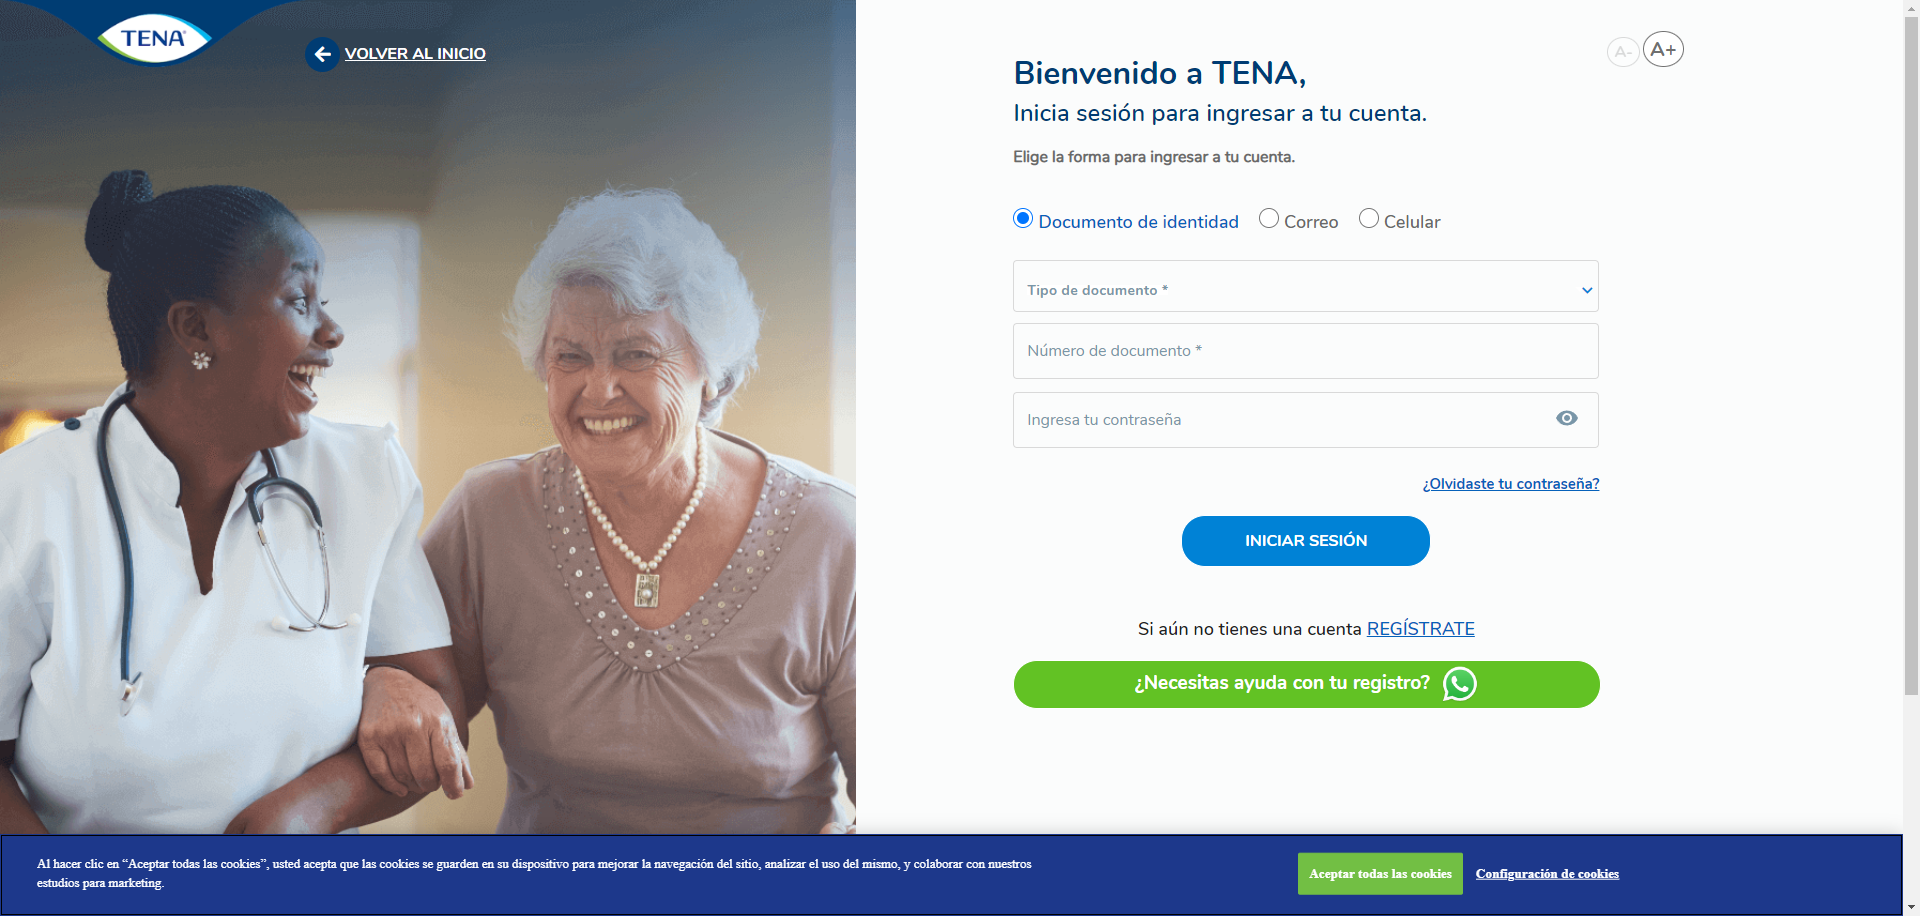 TENA
VOLVER AL INICIO
A-
A+
Bienvenido a TENA,
Inicia sesión para ingresar a tu cuenta.
Elige la forma para ingresar a tu cuenta.
Documento de identidad
Correo
Celular
Tipo de documento *
Número de documento *
Ingresa tu contraseña
¿Olvidaste tu contraseña?
INICIAR SESIÓN
Si aún no tienes una cuenta REGÍSTRATE
¿Necesitas ayuda con tu registro?
Al hacer clic en “Aceptar todas las cookies”, usted acepta que las cookies se guarden en su dispositivo para mejorar la navegación del sitio, analizar el uso del mismo, y colaborar con nuestros
estudios para marketing.
Aceptar todas las cookies
Configuración de cookies